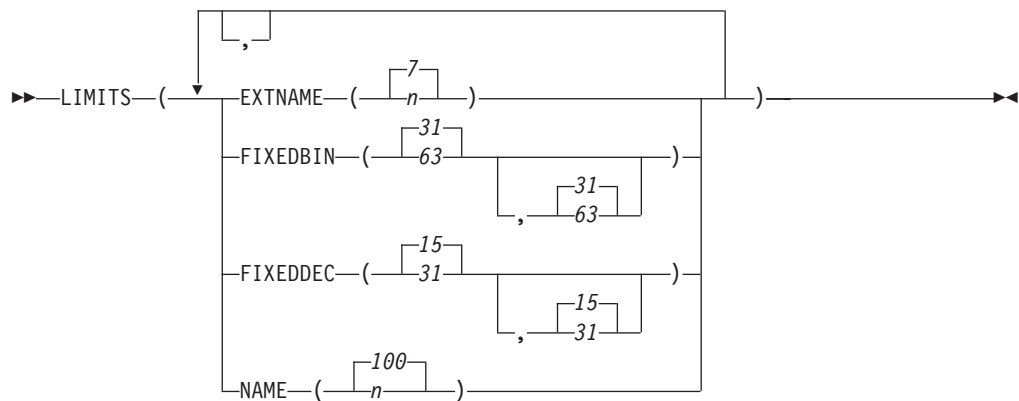 ,
7
LIMITS ( EXTNAME ( n ) )
31
FIXEDBIN ( 63 )
31
, 63
15
FIXEDDEC ( 31 )
15
, 31
100
NAME ( n )